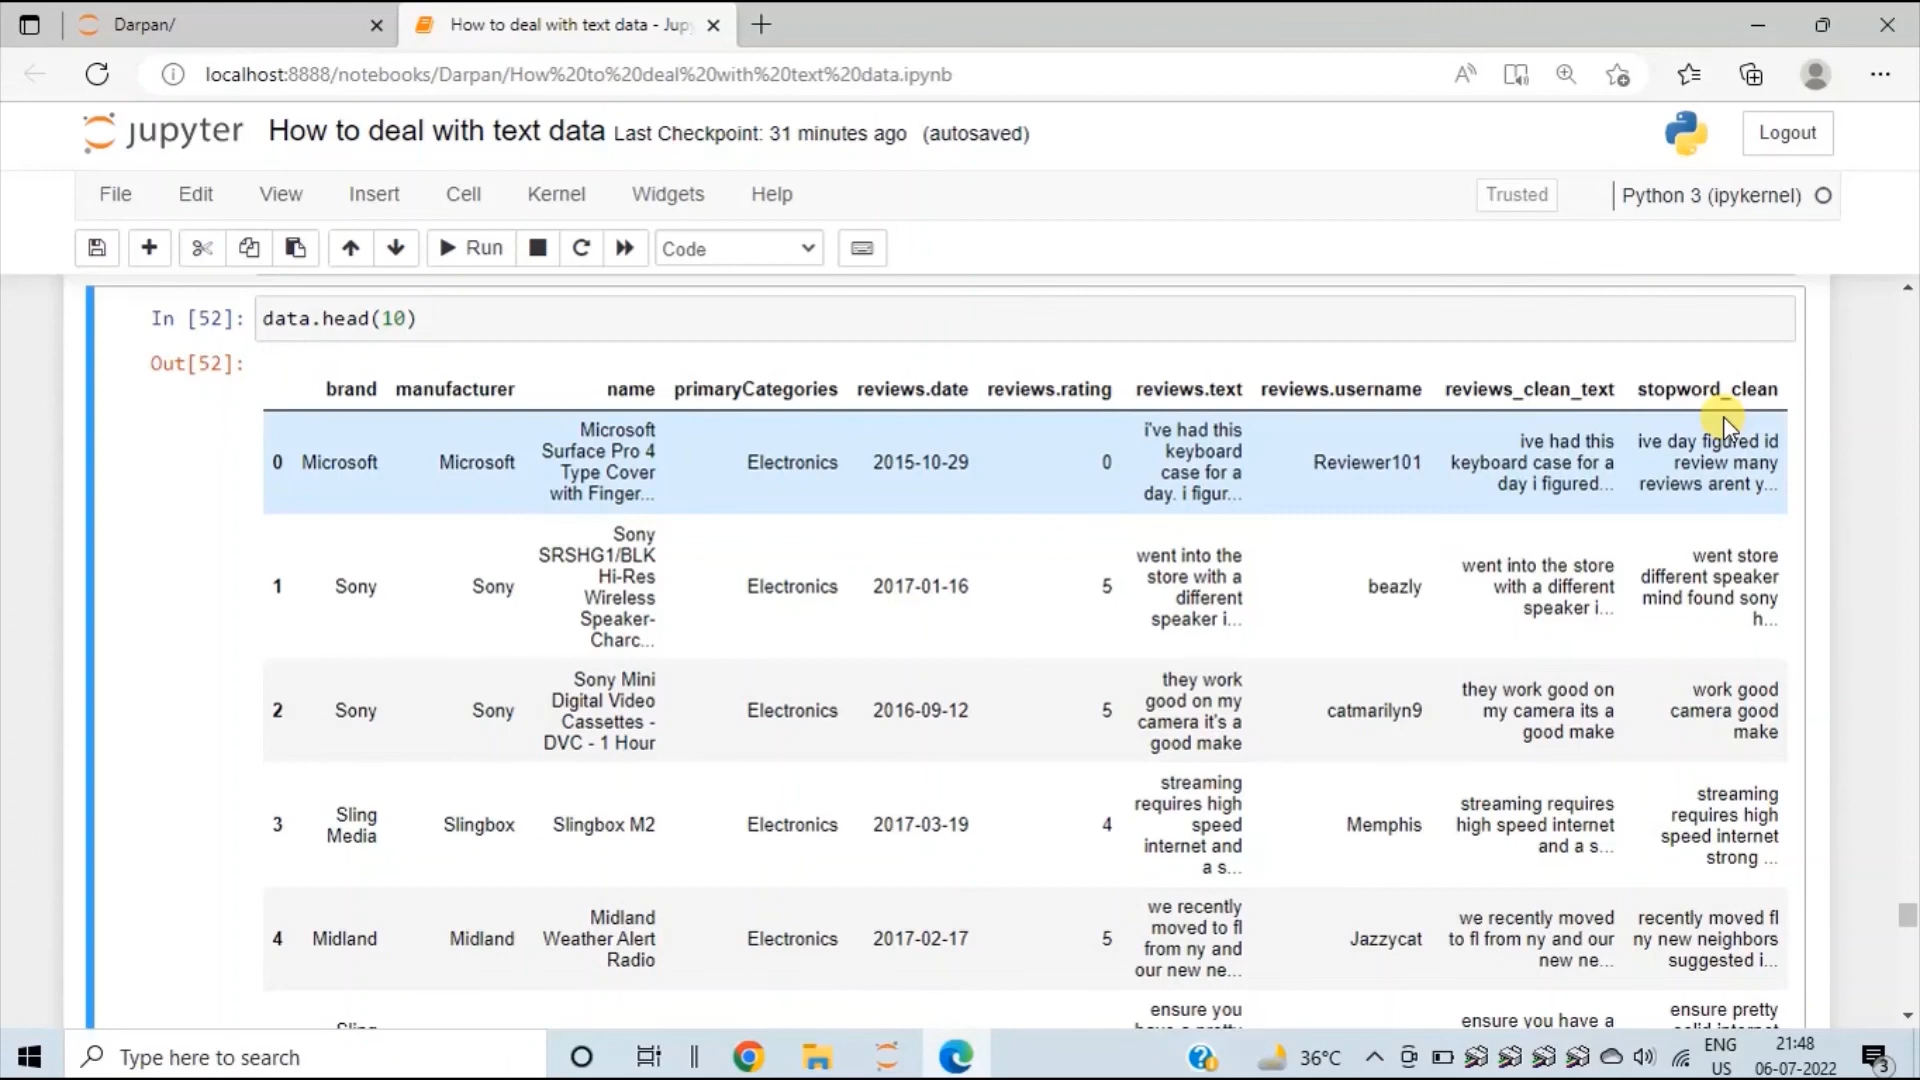 Darpan/
How to deal with text data - Jup
localhost:8888/notebooks/Darpan/How%20to%20deal%20with%20text%20data.ipynb
jupyter How to deal with text data Last Checkpoint: 31 minutes ago (autosaved)
Logout
File Edit View Insert Cell Kernel Widgets Help
Trusted
Python 3 (ipykernel)
Run
Code
In [52]: data.head(10)
Out[52]:
brand manufacturer name primaryCategories reviews.date reviews.rating reviews.text reviews.username reviews_clean_text stopword_clean
0 Microsoft Microsoft
Microsoft
Surface Pro 4
Type Cover
with Finger...
Electronics 2015-10-29 0
i've had this
keyboard
case for a
day. i figur...
Reviewer101
ive had this
keyboard case for a
day i figured...
ive day figured id
review many
reviews arent y...
1 Sony Sony
Sony
SRSHG1/BLK
Hi-Res
Wireless
Speaker-
Charc...
Electronics 2017-01-16 5
went into the
store with a
different
speaker i...
beazly
went into the store
with a different
speaker i...
went store
different speaker
mind found sony
h...
2 Sony Sony
Sony Mini
Digital Video
Cassettes -
DVC - 1 Hour
Electronics 2016-09-12 5
they work
good on my
camera it's a
good make
catmarilyn9
they work good on
my camera its a
good make
work good
camera good
make
3
Sling
Media
Slingbox Slingbox M2 Electronics 2017-03-19 4
streaming
requires high
speed
internet and
a s...
Memphis
streaming requires
high speed internet
and a s...
streaming
requires high
speed internet
strong ...
4 Midland Midland
Midland
Weather Alert
Radio
Electronics 2017-02-17 5
we recently
moved to fl
from ny and
our new ne...
Jazzycat
we recently moved
to fl from ny and our
new ne...
recently moved fl
ny new neighbors
suggested i...
Sling
ensure you
have a pretty
ensure you have a
ensure pretty
solid internet
Type here to search
36°C
ENG
US
21:48
06-07-2022
3